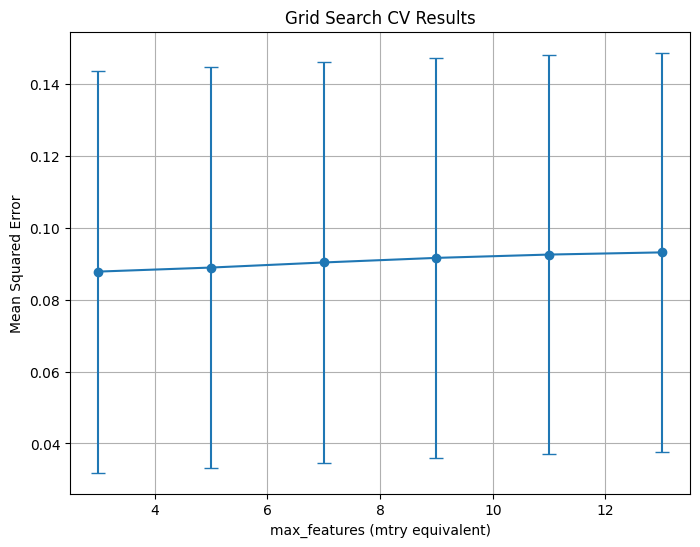 Grid Search CV Results
Mean Squared Error
0.14
0.12
0.10
0.08
0.06
0.04
4 6 8 10 12
max_features (mtry equivalent)